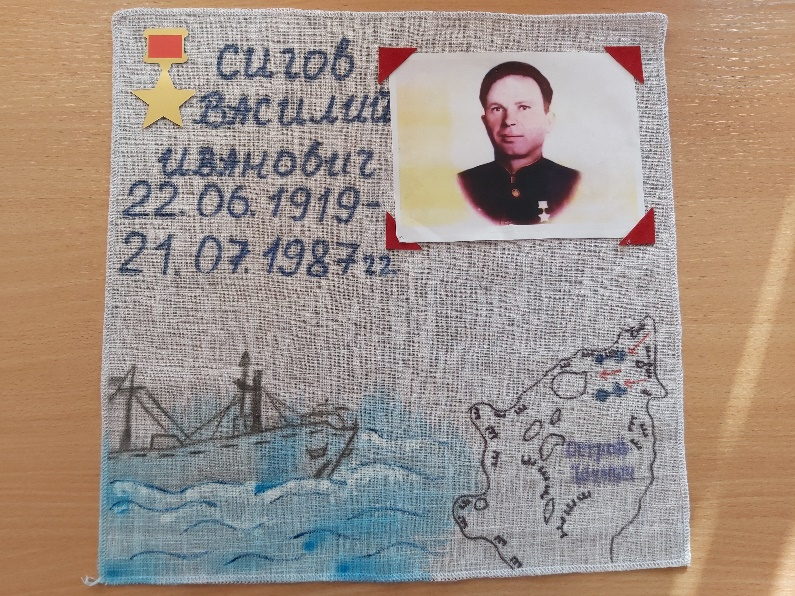 СИГОВ
ВАСИЛИЙ
ИВАНОВИЧ
22.06.1919-
21.07.1987гг.
Остров